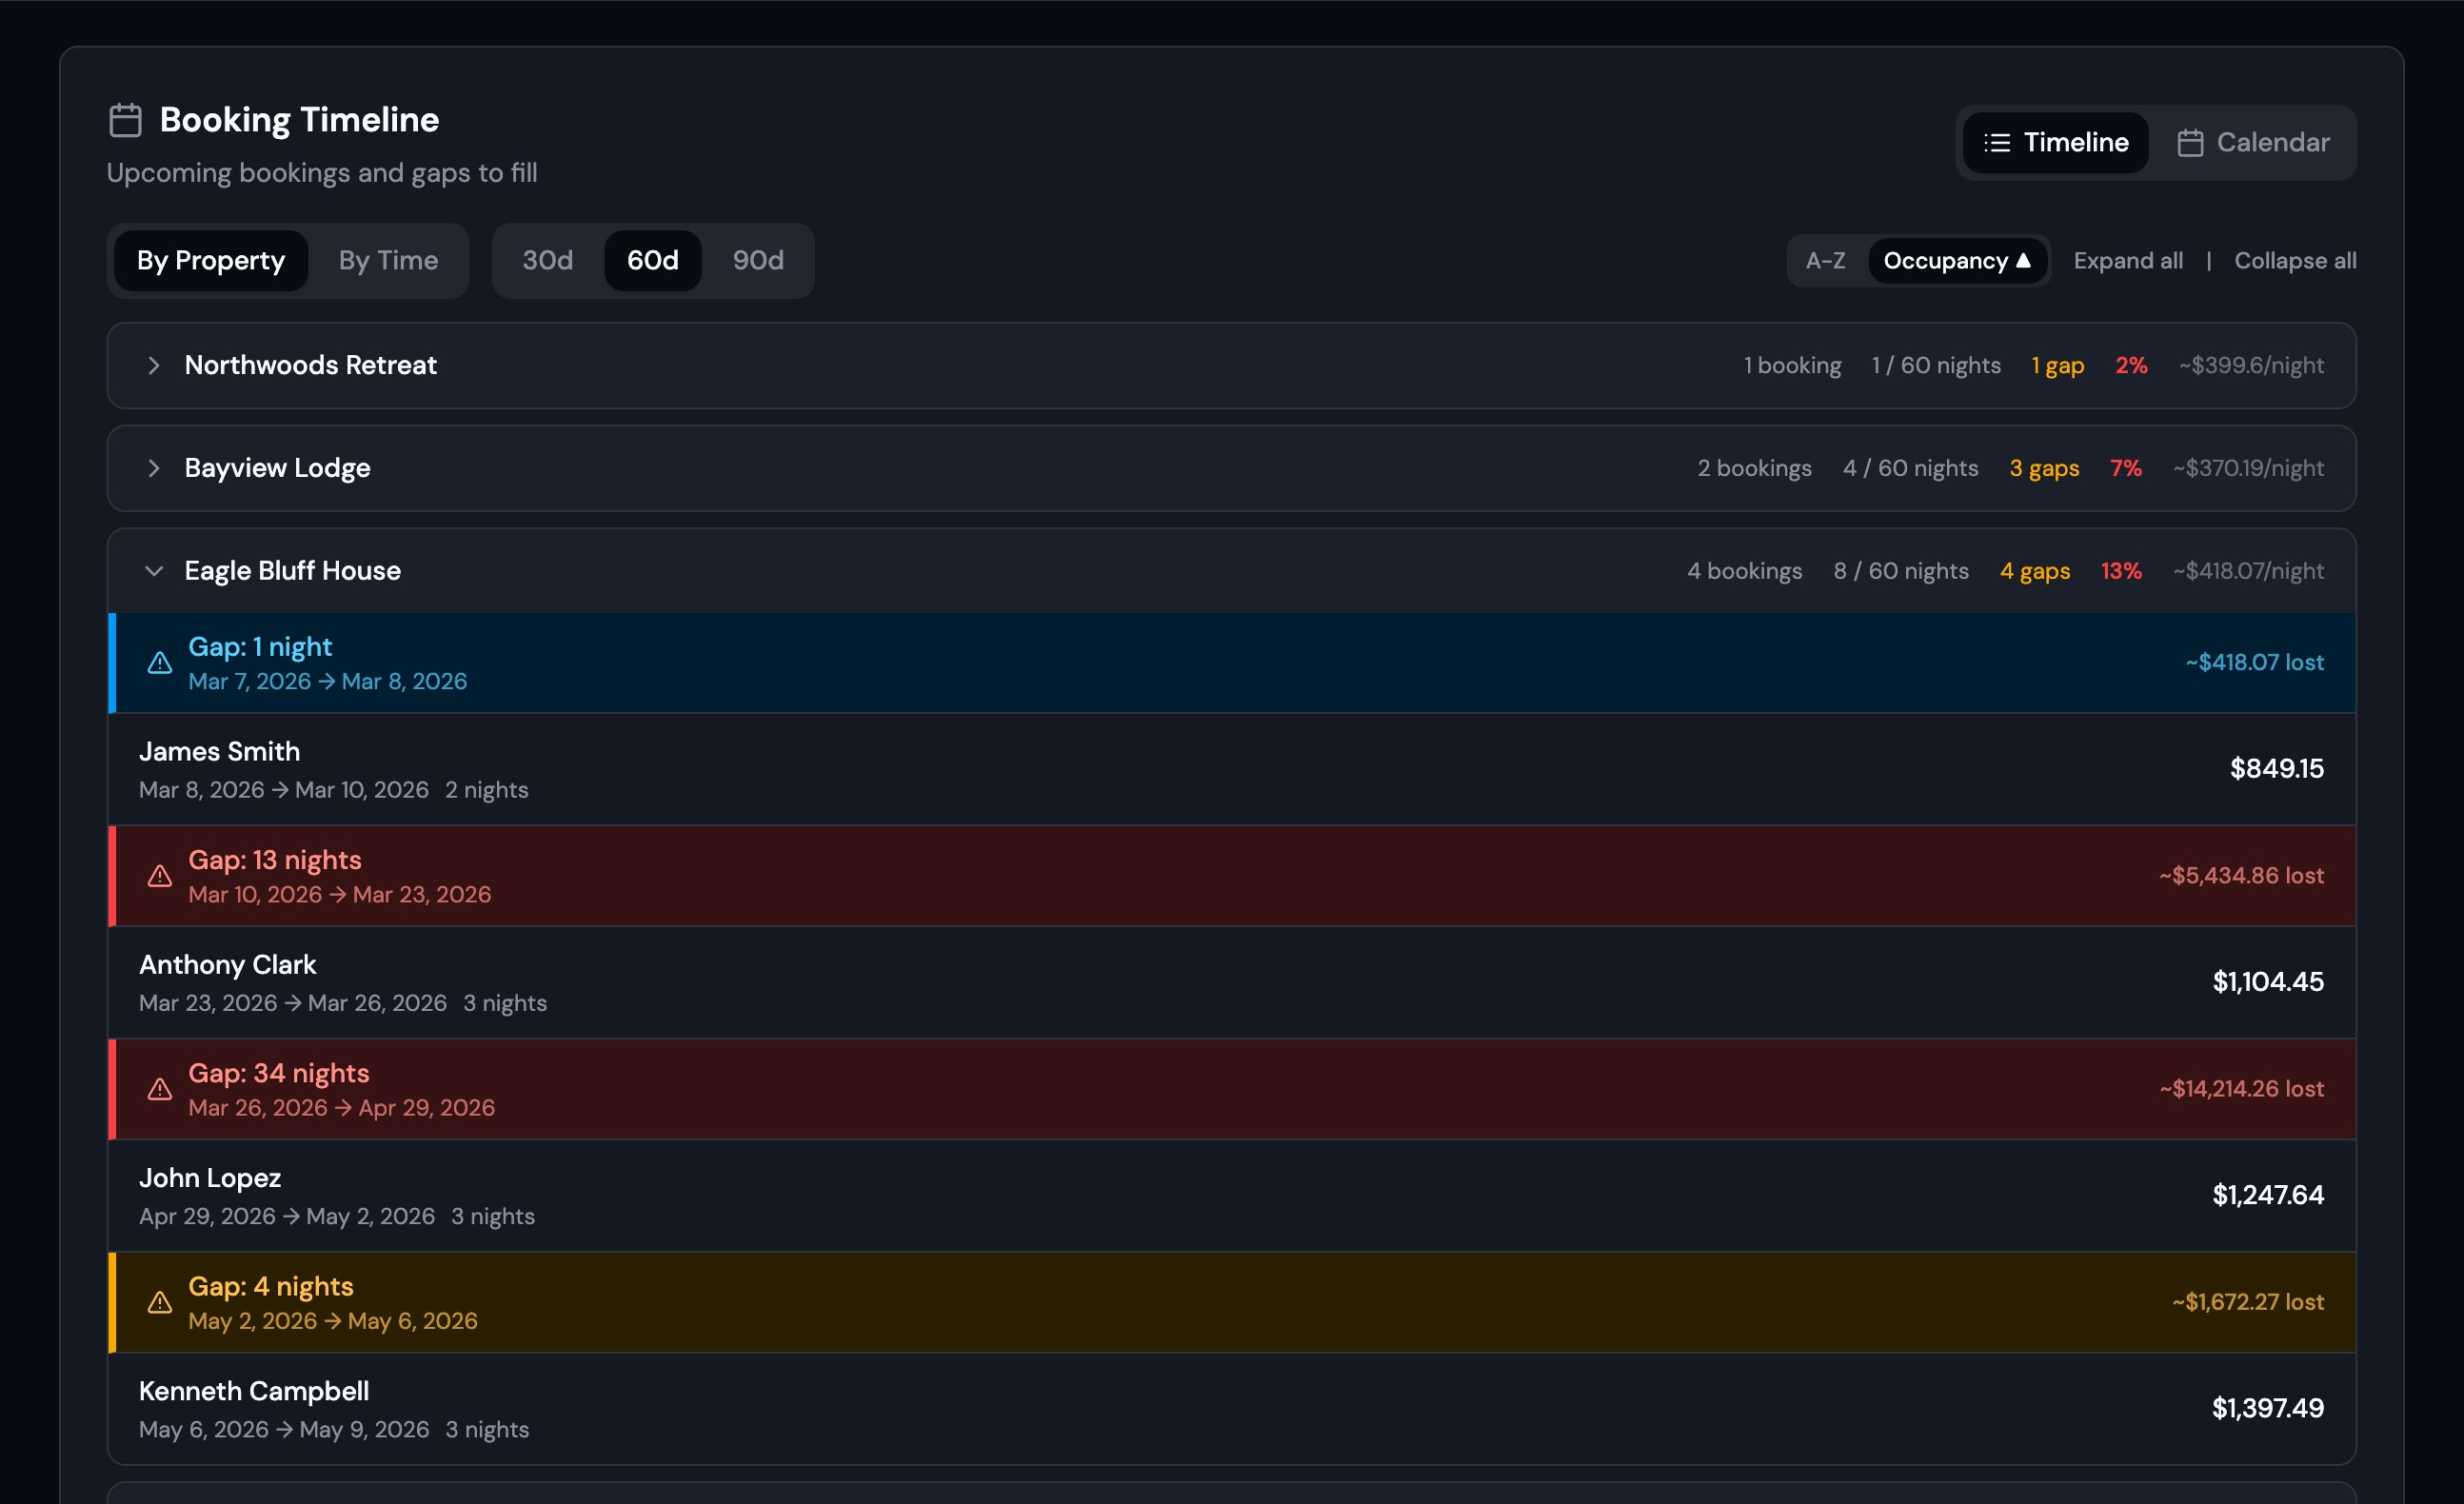 Booking Timeline
Upcoming bookings and gaps to fill
Timeline Calendar
By Property By Time 30d 60d 90d A-Z Occupancy ▲ Expand all | Collapse all
Northwoods Retreat 1 booking 1 / 60 nights 1 gap 2% ~$399.6/night
Bayview Lodge 2 bookings 4 / 60 nights 3 gaps 7% ~$370.19/night
Eagle Bluff House 4 bookings 8 / 60 nights 4 gaps 13% ~$418.07/night
Gap: 1 night
Mar 7, 2026 → Mar 8, 2026
~$418.07 lost
James Smith
Mar 8, 2026 → Mar 10, 2026 2 nights
$849.15
Gap: 13 nights
Mar 10, 2026 → Mar 23, 2026
~$5,434.86 lost
Anthony Clark
Mar 23, 2026 → Mar 26, 2026 3 nights
$1,104.45
Gap: 34 nights
Mar 26, 2026 → Apr 29, 2026
~$14,214.26 lost
John Lopez
Apr 29, 2026 → May 2, 2026 3 nights
$1,247.64
Gap: 4 nights
May 2, 2026 → May 6, 2026
~$1,672.27 lost
Kenneth Campbell
May 6, 2026 → May 9, 2026 3 nights
$1,397.49